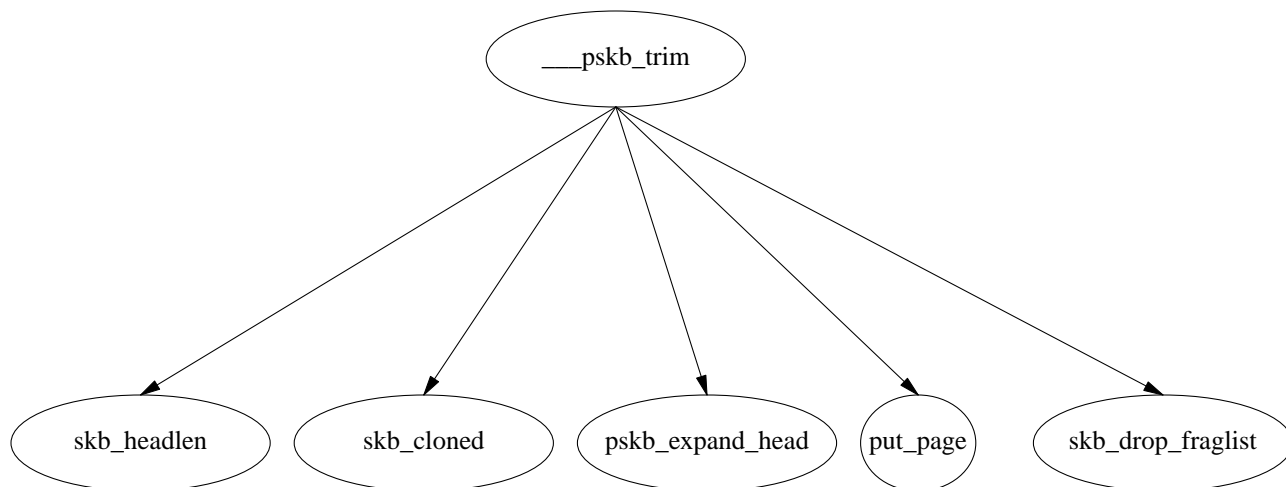 ___pskb_trim
skb_headlen
skb_cloned
pskb_expand_head
put_page
skb_drop_fraglist